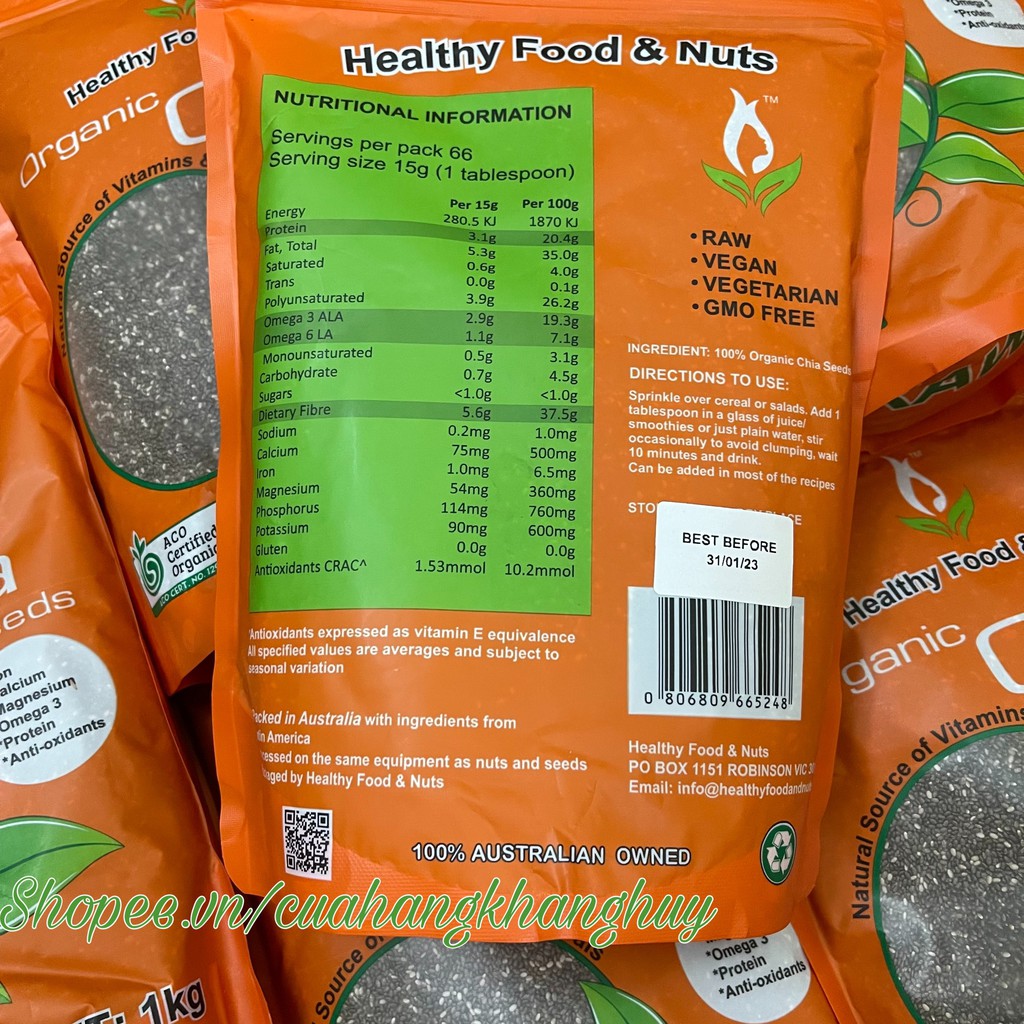 Healthy Food & Nuts
NUTRITIONAL INFORMATION
Servings per pack 66
Serving size 15g (1 tablespoon)
Per 15g Per 100g
Energy 280.5 KJ 1870 KJ
Protein 3.1g 20.4g
Fat, Total 5.3g 35.0g
Saturated 0.6g 4.0g
Trans 0.0g 0.1g
Polyunsaturated 3.9g 26.2g
Omega 3 ALA 2.9g 19.3g
Omega 6 LA 1.1g 7.1g
Monounsaturated 0.5g 3.1g
Carbohydrate 0.7g 4.5g
Sugars <1.0g <1.0g
Dietary Fibre 5.6g 37.5g
Sodium 0.2mg 1.0mg
Calcium 75mg 500mg
Iron 1.0mg 6.5mg
Magnesium 54mg 360mg
Phosphorus 114mg 760mg
Potassium 90mg 600mg
Gluten 0.0g 0.0g
Antioxidants CRAC^ 1.53mmol 10.2mmol
^Antioxidants expressed as vitamin E equivalence
All specified values are averages and subject to
seasonal variation
Packed in Australia with ingredients from
America
on the same equipment as nuts and seeds
by Healthy Food & Nuts
TM
• RAW
• VEGAN
• VEGETARIAN
• GMO FREE
INGREDIENT: 100% Organic Chia Seeds
DIRECTIONS TO USE:
Sprinkle over cereal or salads. Add 1
tablespoon in a glass of juice/
smoothies or just plain water, stir
occasionally to avoid clumping, wait
10 minutes and drink.
Can be added in most of the recipes
BEST BEFORE
31/01/23
0 806809 665248
Healthy Food & Nuts
PO BOX 1151 ROBINSON VIC
Email: info@healthyfoodandnut
100% AUSTRALIAN OWNED
Healthy
Organic
Natural Source of Vitamins &
ACO
Certified
Organic
Calcium
Magnesium
Omega 3
*Protein
*Anti-oxidants
1kg
Omega 3
*Protein
*Anti-oxidants
Healthy Food &
Natural Source of Vitamins
*Omega 3
*Protein
*Anti-oxidants
Shopee.vn/cuahangkhanghuy